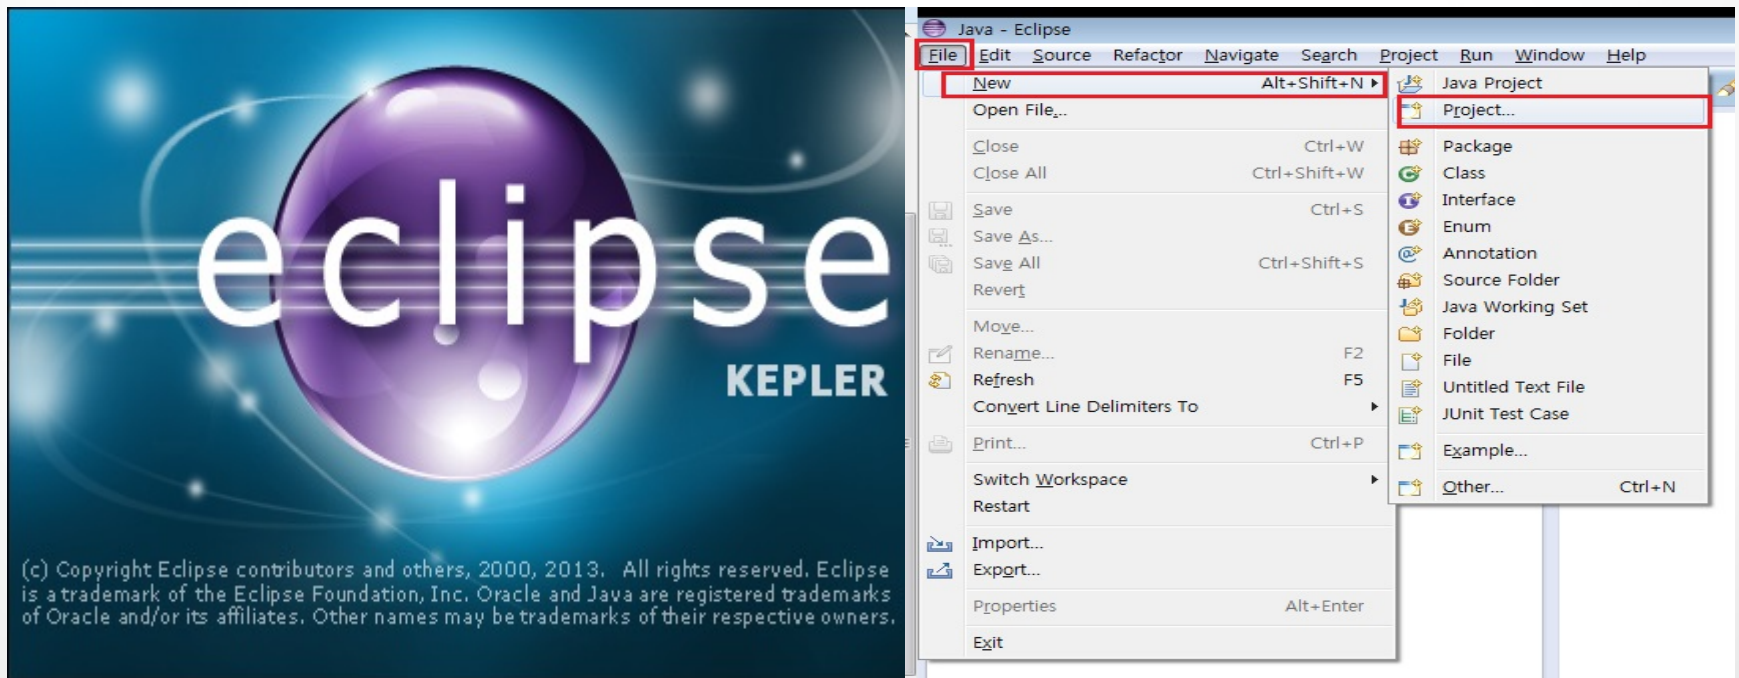 eclipse
KEPLER
(c) Copyright Eclipse contributors and others, 2000, 2013.  All rights reserved. Eclipse
is a trademark of the Eclipse Foundation, Inc. Oracle and Java are registered trademarks
of Oracle and/or its affiliates. Other names may be trademarks of their respective owners.
Java - Eclipse
File Edit Source Refactor Navigate Search Project Run Window Help
New Alt+Shift+N
Open File...
Close Ctrl+W
Close All Ctrl+Shift+W
Save Ctrl+S
Save As...
Save All Ctrl+Shift+S
Revert
Move...
Rename... F2
Refresh F5
Convert Line Delimiters To
Print... Ctrl+P
Switch Workspace
Restart
Import...
Export...
Properties Alt+Enter
Exit
Java Project
Project...
Package
Class
Interface
Enum
Annotation
Source Folder
Java Working Set
Folder
File
Untitled Text File
JUnit Test Case
Example...
Other... Ctrl+N